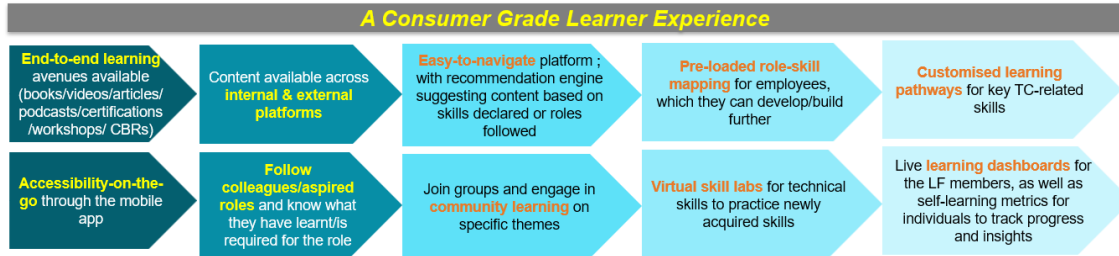 A Consumer Grade Learner Experience
End-to-end learning
avenues available
(books/videos/articles/
podcasts/certifications
/workshops/ CBRs)
Content available across
internal & external
platforms
Easy-to-navigate platform ;
with recommendation engine
suggesting content based on
skills declared or roles
followed
Pre-loaded role-skill
mapping for employees,
which they can develop/build
further
Customised learning
pathways for key TC-related
skills
Accessibility-on-the-
go through the mobile
app
Follow
colleagues/aspired
roles and know what
they have learnt/is
required for the role
Join groups and engage in
community learning on
specific themes
Virtual skill labs for technical
skills to practice newly
acquired skills
Live learning dashboards for
the LF members, as well as
self-learning metrics for
individuals to track progress
and insights